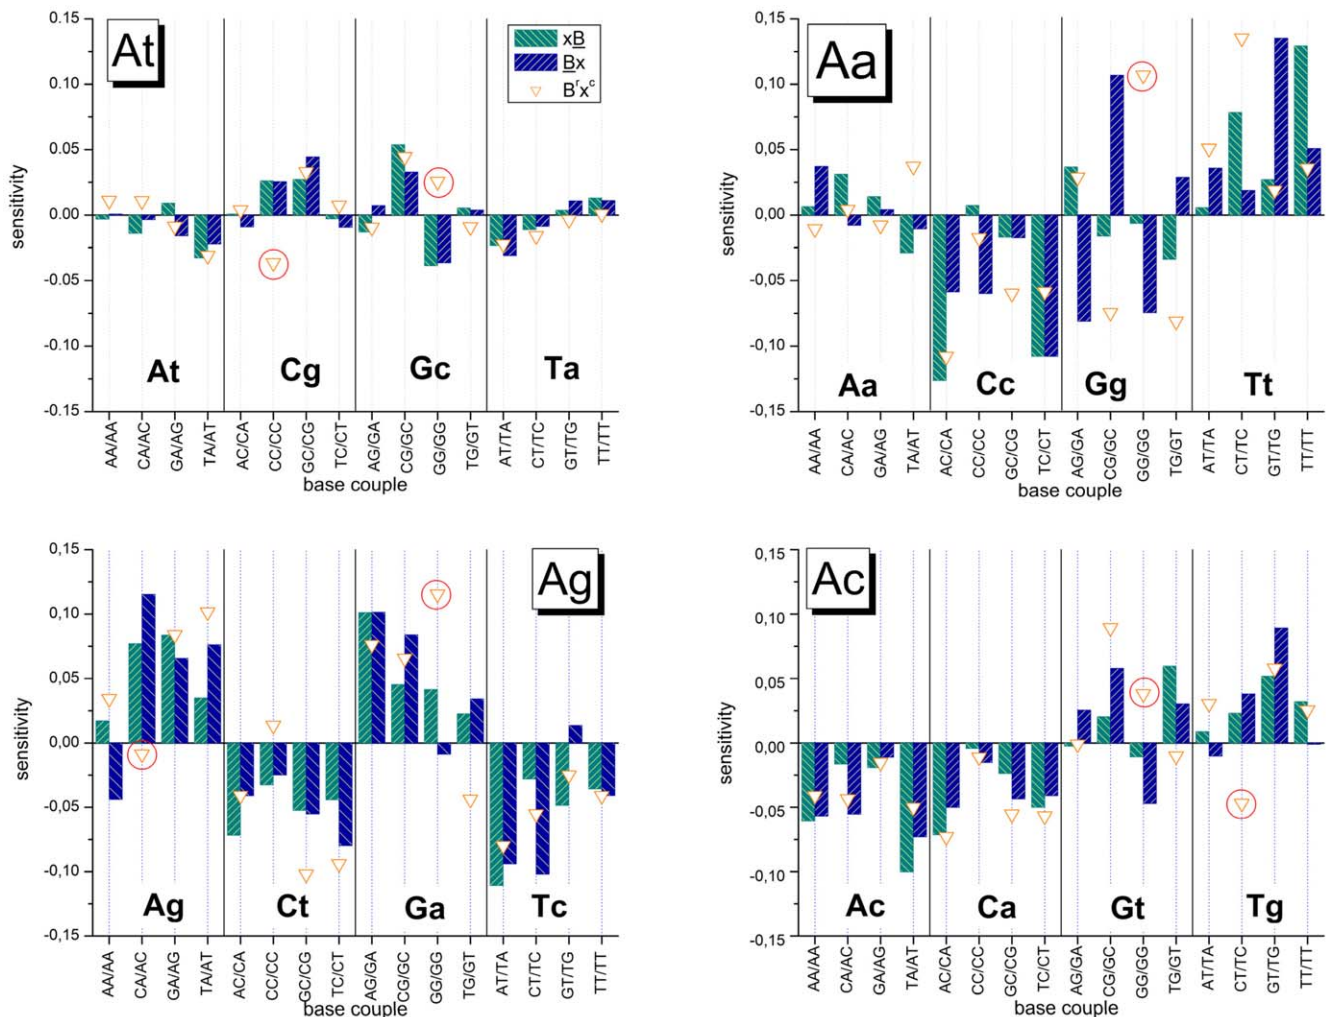 At
0,15
0.10
0.05
0.00
-0.05
-0.10
-0.15
sensitivity
xB
Bx
BʳxᶜAt
Cg
Gc
Ta
AA/AA
CA/AC
GA/AG
TA/AT
AC/CA
CC/CC
GC/CG
TC/CT
AG/GA
CG/GC
GG/GG
TG/GT
AT/TA
CT/TC
GT/TG
TT/TT
base couple
Aa
0,15
0,10
0,05
0,00
-0,05
-0,10
-0,15
sensitivity
Aa
Cc
Gg
Tt
AA/AA
CA/AC
GA/AG
TA/AT
AC/CA
CC/CC
GC/CG
TC/CT
AG/GA
CG/GC
GG/GG
TG/GT
AT/TA
CT/TC
GT/TG
TT/TT
base couple
Ag
0,15
0,10
0,05
0,00
-0,05
-0,10
-0,15
sensitivity
Ag
Ct
Ga
Tc
AA/AA
CA/AC
GA/AG
TA/AT
AC/CA
CC/CC
GC/CG
TC/CT
AG/GA
CG/GC
GG/GG
TG/GT
AT/TA
CT/TC
GT/TG
TT/TT
base couple
Ac
0,15
0,10
0,05
0,00
-0,05
-0,10
-0,15
sensitivity
Ac
Ca
Gt
Tg
AA/AA
CA/AC
GA/AG
TA/AT
AC/CA
CC/CC
GC/CG
TC/CT
AG/GA
CG/GC
GG/GG
TG/GT
AT/TA
CT/TC
GT/TG
TT/TT
base couple